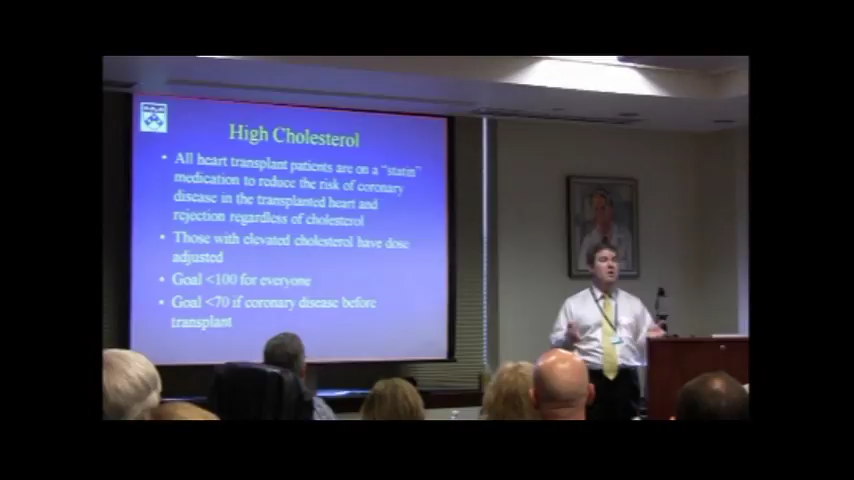 High Cholesterol
• All heart transplant patients are on a "statin"
medication to reduce the risk of coronary
disease in the transplanted heart and
rejection regardless of cholesterol
• Those with elevated cholesterol have dose
adjusted
• Goal <100 for everyone
• Goal <70 if coronary disease before
transplant